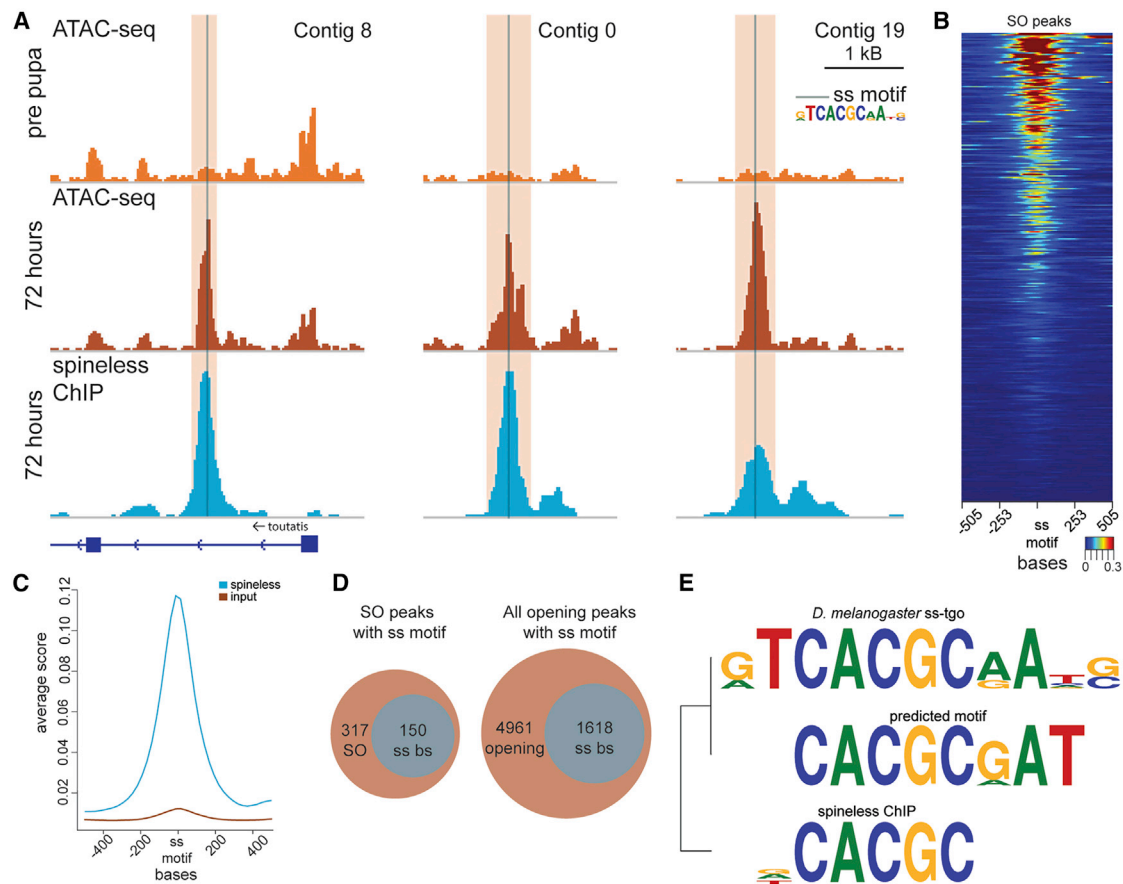 A
ATAC-seq
Contig 8
Contig 0
Contig 19
1 kB
ss motif
GTCACGCAATG
pre pupa
ATAC-seq
72 hours
spineless
ChIP
72 hours
← toutatis
B
SO peaks
-505
-253
ss
motif
253
505
bases
0
0.3
C
spineless
input
average score
0.12
0.10
0.08
0.06
0.04
0.02
-400
-200
ss
motif
200
400
bases
D
SO peaks
with ss motif
317
SO
150
ss bs
All opening peaks
with ss motif
4961
opening
1618
ss bs
E
D. melanogaster ss-tgo
GTCACGCAATG
predicted motif
CACGCGAT
spineless ChIP
CACGC